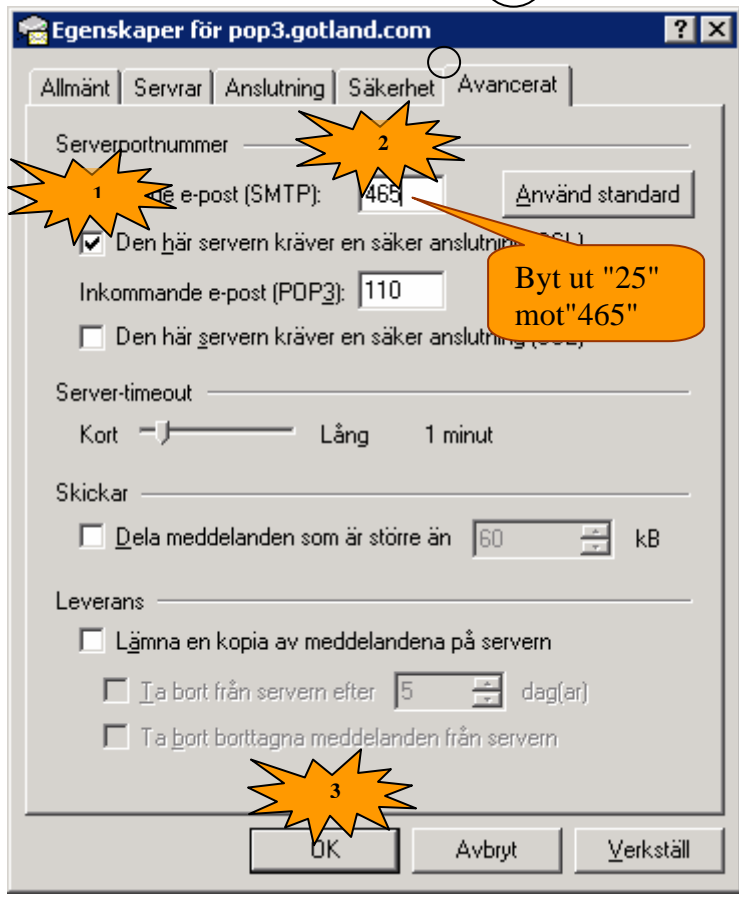 Egenskaper för pop3.gotland.com
Allmänt Servrar Anslutning Säkerhet Avancerat
Serverportnummer
2
1
de e-post (SMTP): 465 Använd standard
Den här servern kräver en säker anslutning
Byt ut "25"
mot"465"
Inkommande e-post (POP3): 110
Den här servern kräver en säker anslutning (SSL)
Server-timeout
Kort Lång 1 minut
Skickar
Dela meddelanden som är större än 60 kB
Leverans
Lämna en kopia av meddelandena på servern
Ta bort från servern efter 5 dag(ar)
Ta bort borttagna meddelanden från servern
3
OK Avbryt Verkställ